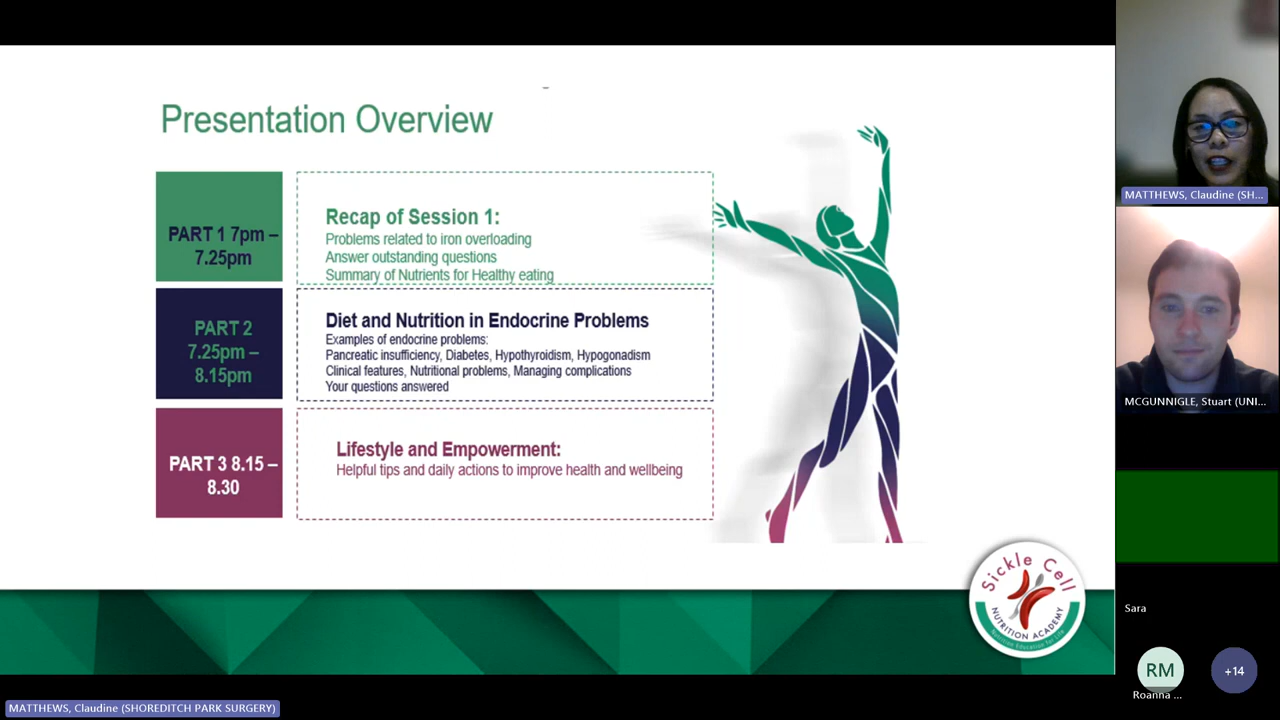 Presentation Overview
PART 1 7pm –
7.25pm
Recap of Session 1:
Problems related to iron overloading
Answer outstanding questions
Summary of Nutrients for Healthy eating
PART 2
7.25pm –
8.15pm
Diet and Nutrition in Endocrine Problems
Examples of endocrine problems:
Pancreatic insufficiency, Diabetes, Hypothyroidism, Hypogonadism
Clinical features, Nutritional problems, Managing complications
Your questions answered
PART 3 8.15 –
8.30
Lifestyle and Empowerment:
Helpful tips and daily actions to improve health and wellbeing
Sickle Cell
NUTRITION ACADEMY
Nutrition Education for Life
MATTHEWS, Claudine (SH...
MCGUNNIGLE, Stuart (UNI...
Sara
RM
Roanna ...
+14
MATTHEWS, Claudine (SHOREDITCH PARK SURGERY)